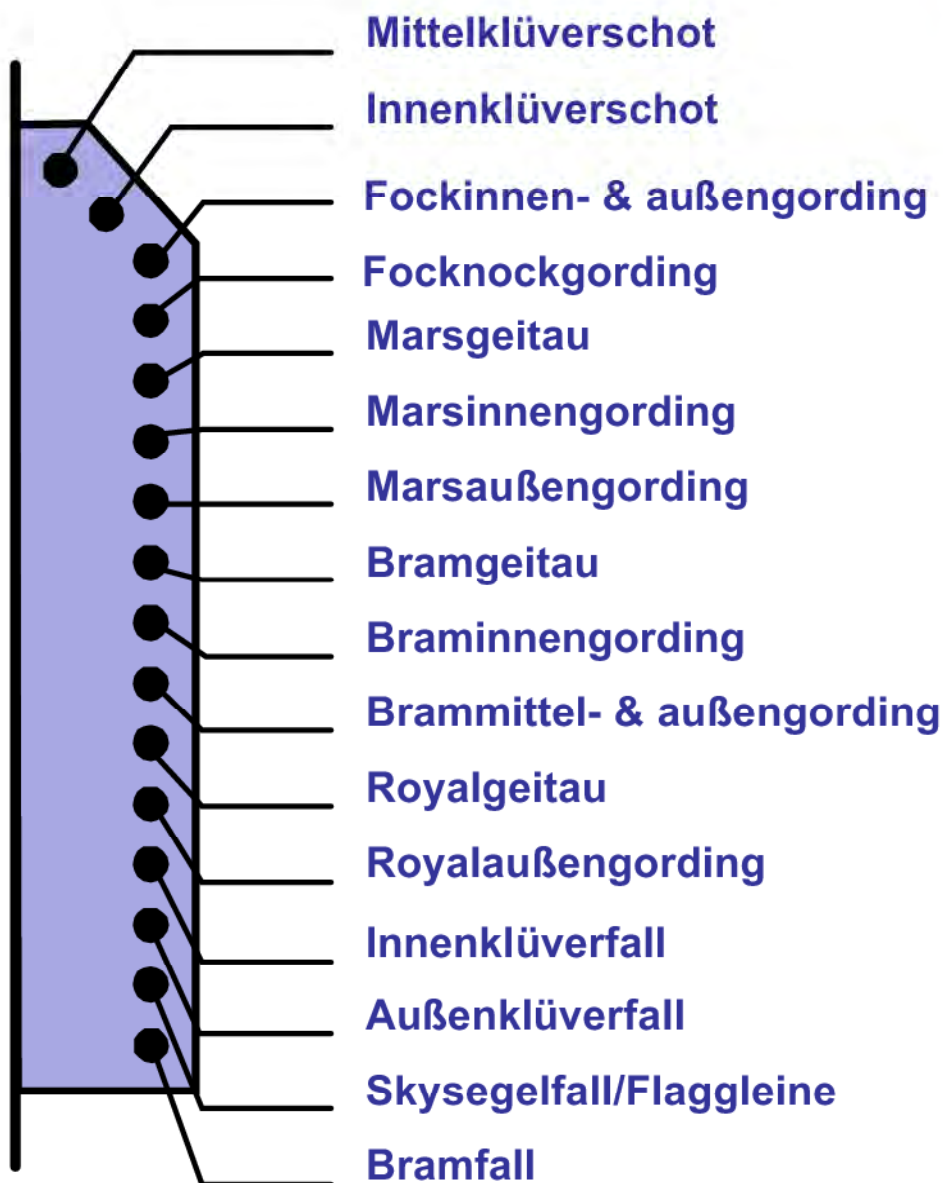 Mittelklüverschot
Innenklüverschot
Fockinnen- & außengording
Focknockgording
Marsgeitau
Marsinnengording
Marsaußengording
Bramgeitau
Braminnengording
Brammittel- & außengording
Royalgeitau
Royalaußengording
Innenklüverfall
Außenklüverfall
Skysegelfall/Flaggleine
Bramfall